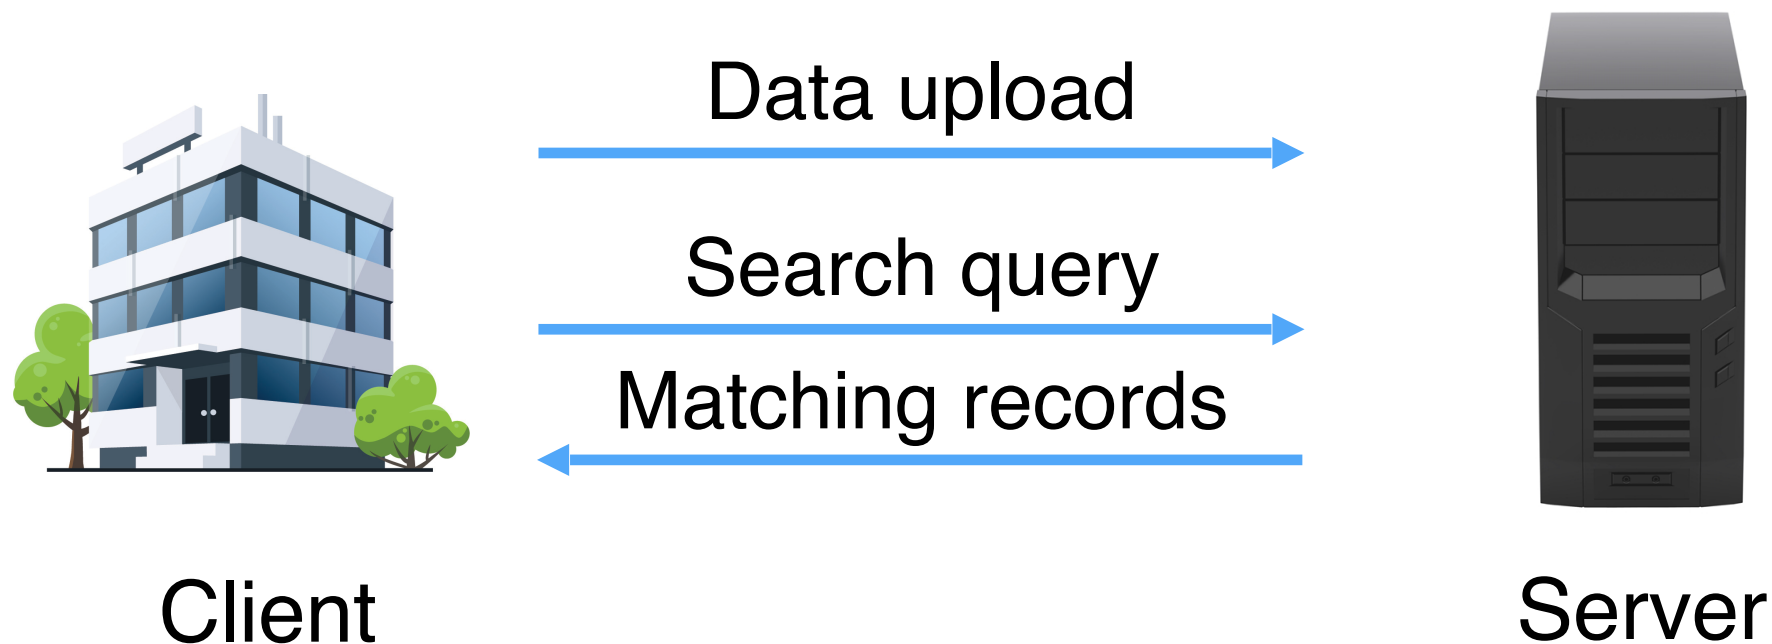 Data upload
Search query
Matching records
Client
Server